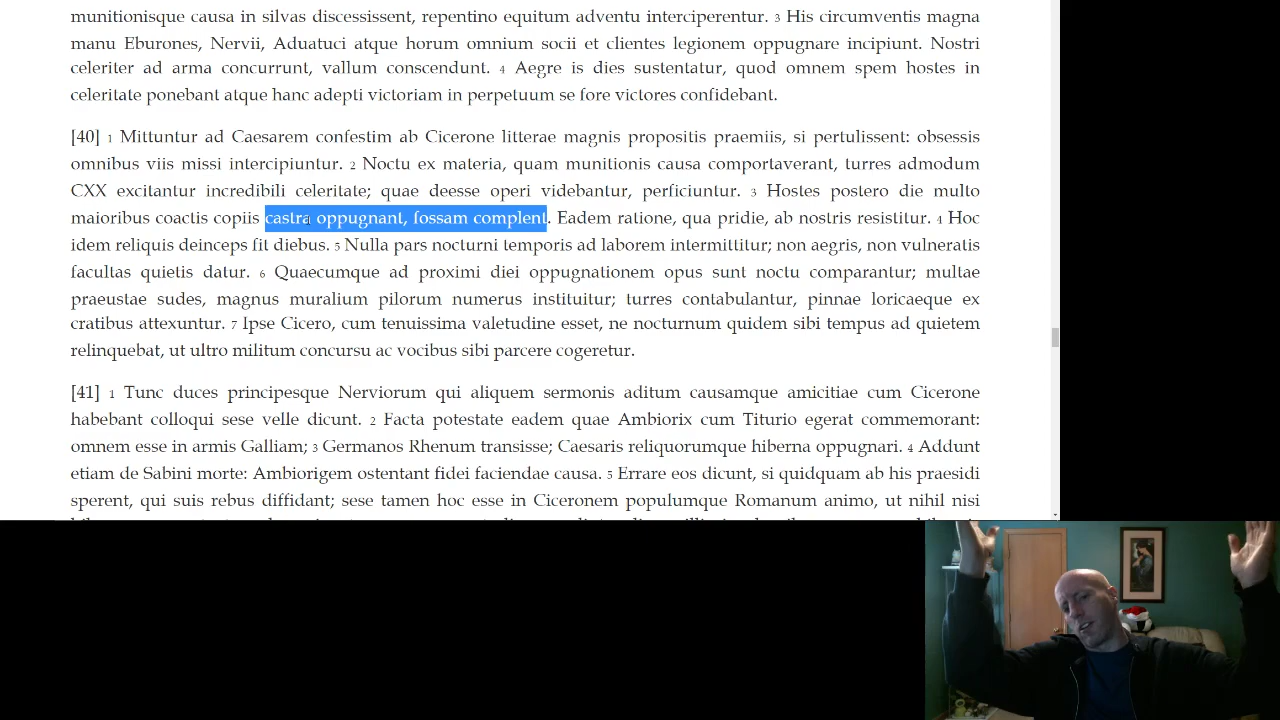 munitionisque causa in silvas discessissent, repentino equitum adventu interciperentur. 3 His circumventis magna
manu Eburones, Nervii, Aduatuci atque horum omnium socii et clientes legionem oppugnare incipiunt. Nostri
celeriter ad arma concurrunt, vallum conscendunt. 4 Aegre is dies sustentatur, quod omnem spem hostes in
celeritate ponebant atque hanc adepti victoriam in perpetuum se fore victores confidebant.
[40] 1 Mittuntur ad Caesarem confestim ab Cicerone litterae magnis propositis praemiis, si pertulissent: obsessis
omnibus viis missi intercipiuntur. 2 Noctu ex materia, quam munitionis causa comportaverant, turres admodum
CXX excitantur incredibili celeritate; quae deesse operi videbantur, perficiuntur. 3 Hostes postero die multo
maioribus coactis copiis castra oppugnant, fossam complent. Eadem ratione, qua pridie, ab nostris resistitur. 4 Hoc
idem reliquis deinceps fit diebus. 5 Nulla pars nocturni temporis ad laborem intermittitur; non aegris, non vulneratis
facultas quietis datur. 6 Quaecumque ad proximi diei oppugnationem opus sunt noctu comparantur; multae
praeustae sudes, magnus muralium pilorum numerus instituitur; turres contabulantur, pinnae loricaeque ex
cratibus attexuntur. 7 Ipse Cicero, cum tenuissima valetudine esset, ne nocturnum quidem sibi tempus ad quietem
relinquebat, ut ultro militum concursu ac vocibus sibi parcere cogeretur.
[41] 1 Tunc duces principesque Nerviorum qui aliquem sermonis aditum causamque amicitiae cum Cicerone
habebant colloqui sese velle dicunt. 2 Facta potestate eadem quae Ambiorix cum Titurio egerat commemorant:
omnem esse in armis Galliam; 3 Germanos Rhenum transisse; Caesaris reliquorumque hiberna oppugnari. 4 Addunt
etiam de Sabini morte: Ambiorigem ostentant fidei faciendae causa. 5 Errare eos dicunt, si quidquam ab his praesidi
sperent, qui suis rebus diffidant; sese tamen hoc esse in Ciceronem populumque Romanum animo, ut nihil nisi